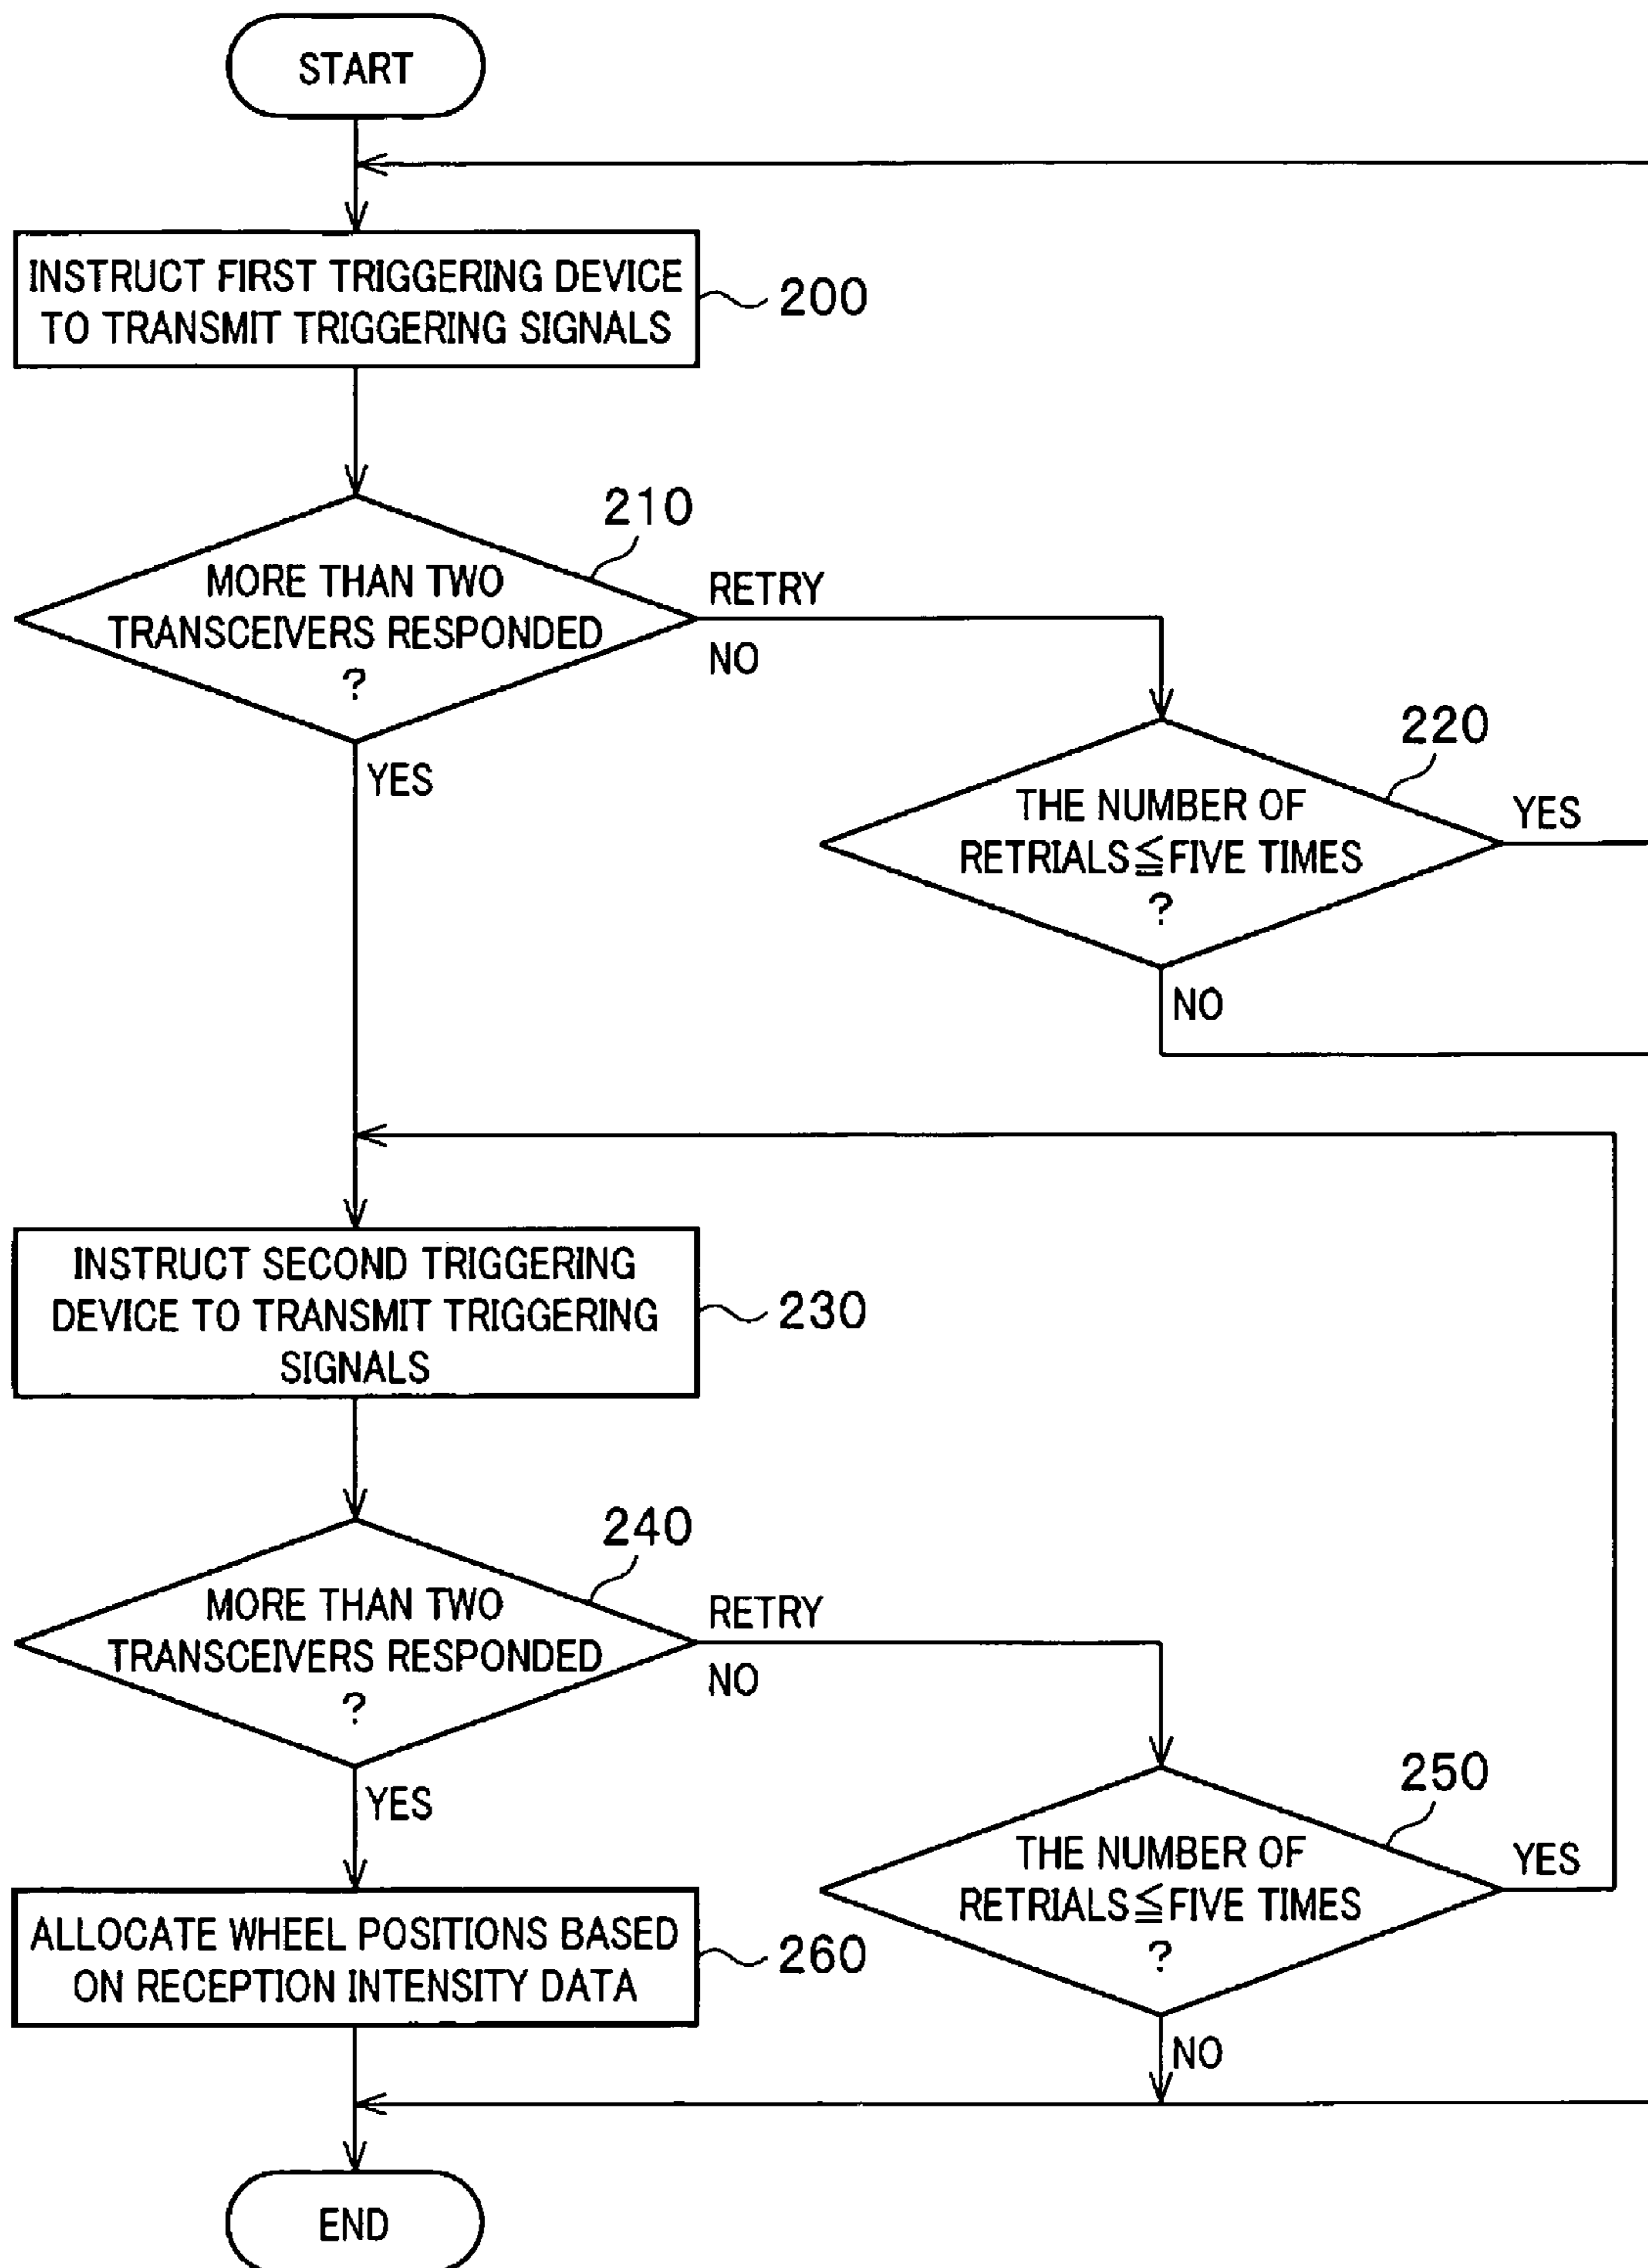 START
INSTRUCT FIRST TRIGGERING DEVICE
TO TRANSMIT TRIGGERING SIGNALS
200
210
MORE THAN TWO
TRANSCEIVERS RESPONDED
?
RETRY
NO
YES
220
THE NUMBER OF
RETRIALS≦FIVE TIMES
?
YES
NO
INSTRUCT SECOND TRIGGERING
DEVICE TO TRANSMIT TRIGGERING
SIGNALS
230
240
MORE THAN TWO
TRANSCEIVERS RESPONDED
?
RETRY
NO
YES
250
THE NUMBER OF
RETRIALS≦FIVE TIMES
?
YES
NO
ALLOCATE WHEEL POSITIONS BASED
ON RECEPTION INTENSITY DATA
260
END